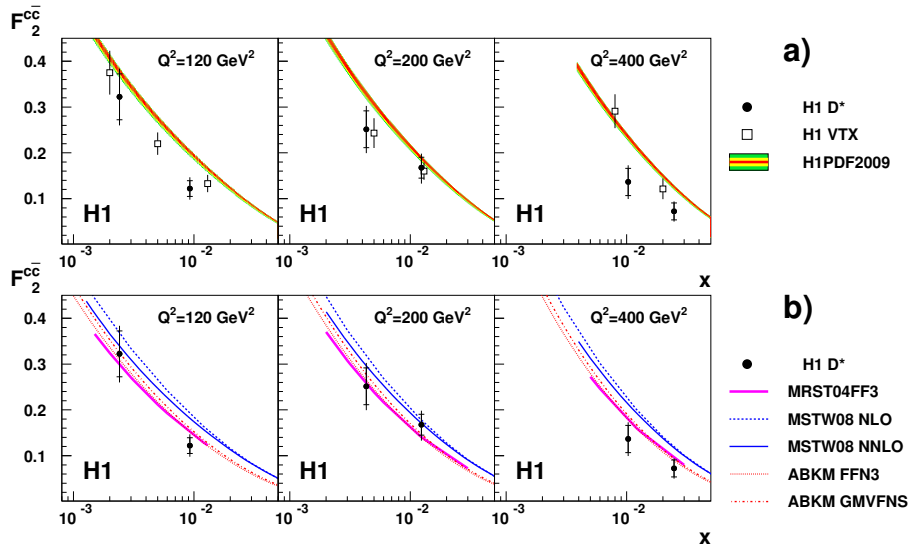 F₂^cc̄
Q²=120 GeV² Q²=200 GeV² Q²=400 GeV² a)
0.4
0.3
0.2
0.1
H1 D*
H1 VTX
H1PDF2009
H1 H1 H1
10⁻³ 10⁻² 10⁻³ 10⁻² 10⁻³ 10⁻²
x
F₂^cc̄
Q²=120 GeV² Q²=200 GeV² Q²=400 GeV² b)
0.4
0.3
0.2
0.1
H1 D*
MRST04FF3
MSTW08 NLO
MSTW08 NNLO
ABKM FFN3
ABKM GMVFNS
H1 H1 H1
10⁻³ 10⁻² 10⁻³ 10⁻² 10⁻³ 10⁻²
x